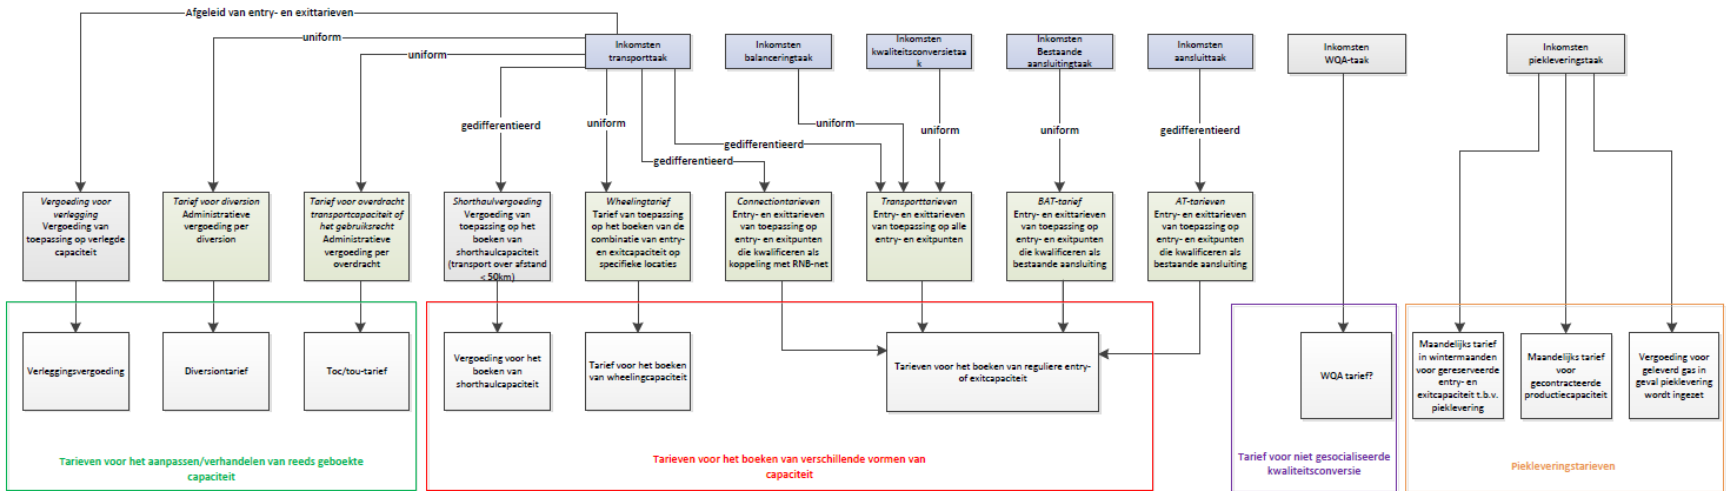 Afgeleid van entry- en exittarieven
uniform
uniform
Inkomsten
transporttaak
Inkomsten
balanceringtaak
Inkomsten
kwaliteitsconversietaa
k
Inkomsten
Bestaande
aansluitingtaak
Inkomsten
aansluittaak
Inkomsten
WQA-taak
Inkomsten
piekleveringstaak
gedifferentieerd
uniform
uniform
uniform
uniform
gedifferentieerd
gedifferentieerd
gedifferentieerd
Vergoeding voor
verlegging
Vergoeding van
toepassing op verlegde
capaciteit
Tarief voor diversion
Administratieve
vergoeding per
diversion
Tarief voor overdracht
transportcapaciteit of
het gebruiksrecht
Administratieve
vergoeding per
overdracht
Shorthaulvergoeding
Vergoeding van
toepassing op het
boeken van
shorthaulcapaciteit
(transport over afstand
< 50km)
Wheelingtarief
Tarief van toepassing
op het boeken van de
combinatie van entry-
en exitcapaciteit op
specifieke locaties
Connectiontarieven
Entry- en exittarieven
van toepassing op
entry- en exitpunten
die kwalificeren als
koppeling met RNB-net
Transporttarieven
Entry- en exittarieven
van toepassing op alle
entry- en exitpunten
BAT-tarief
Entry- en exittarieven
van toepassing op
entry- en exitpunten
die kwalificeren als
bestaande aansluiting
AT-tarieven
Entry- en exittarieven
van toepassing op
entry- en exitpunten
die kwalificeren als
bestaande aansluiting
Verleggingsvergoeding
Diversiontarief
Toc/tou-tarief
Vergoeding voor het
boeken van
shorthaulcapaciteit
Tarief voor het boeken
van wheelingcapaciteit
Tarieven voor het boeken van reguliere entry-
of exitcapaciteit
WQA tarief?
Maandelijks tarief
in wintermaanden
voor gereserveerde
entry- en
exitcapaciteit t.b.v.
pieklevering
Maandelijks tarief
voor
gecontracteerde
productiecapaciteit
Vergoeding voor
geleverd gas in
geval pieklevering
wordt ingezet
Tarieven voor het aanpassen/verhandelen van reeds geboekte
capaciteit
Tarieven voor het boeken van verschillende vormen van
capaciteit
Tarief voor niet gesocialiseerde
kwaliteitsconversie
Piekleveringstarieven